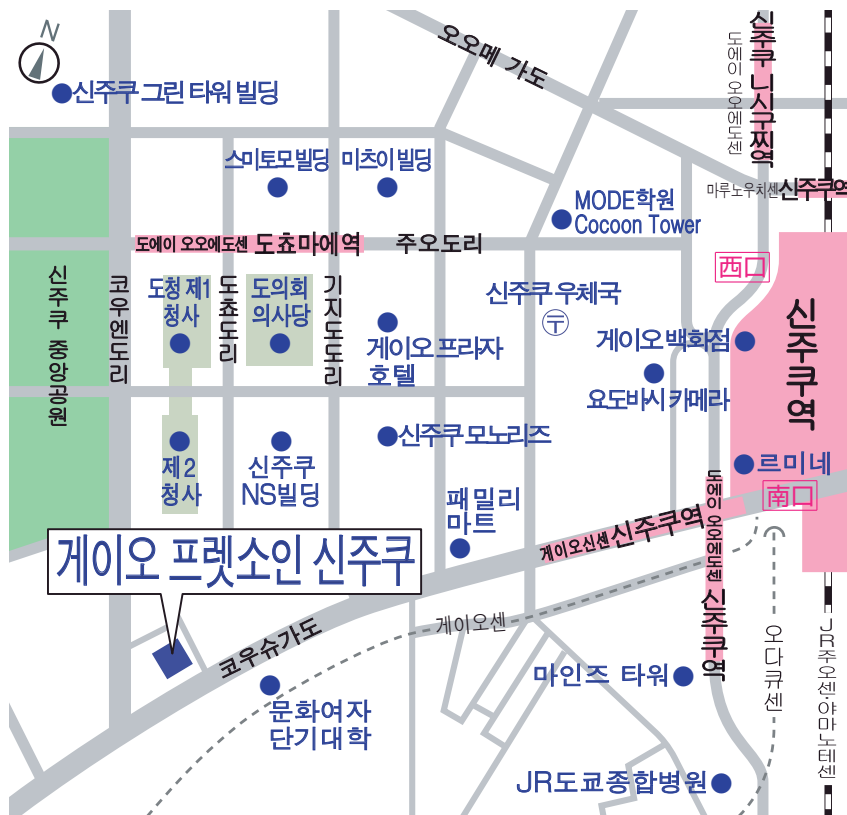 N
오오메 가도
신주쿠 니시구찌역
도에이 오오에도센
신주쿠 그린 타워 빌딩
스미토모 빌딩
미츠이 빌딩
MODE학원
Cocoon Tower
마루노우치센
신주쿠역
도에이 오오에도센 도쵸마에역
주오도리
西口
신주쿠 중앙공원
코우엔도리
도청 제1
청사
도쵸도리
도의회
의사당
기지도도리
신주쿠 우체국
〒
게이오 프라자
호텔
게이오 백화점
신주쿠역
요도바시 카메라
신주쿠 모노리즈
르미네
제2
청사
신주쿠
NS빌딩
패밀리
마트
南口
게이오신센 신주쿠역
도에이 오오에도센 신주쿠역
게이오 프렛소인 신주쿠
게이오센
코우슈가도
오다큐센
JR주오센·야마노테센
마인즈 타워
문화여자
단기대학
JR도쿄종합병원